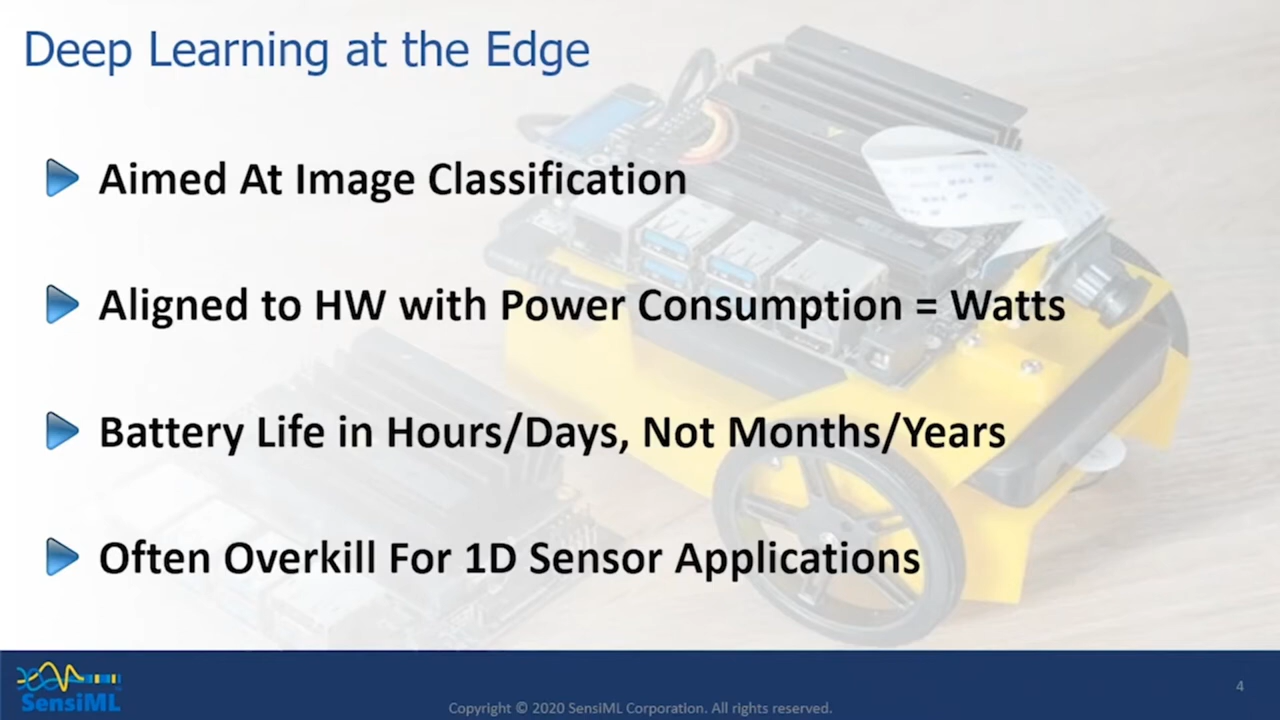 Deep Learning at the Edge
Aimed At Image Classification
Aligned to HW with Power Consumption = Watts
Battery Life in Hours/Days, Not Months/Years
Often Overkill For 1D Sensor Applications
SensiML
Copyright © 2020 SensiML Corporation. All rights reserved.
4